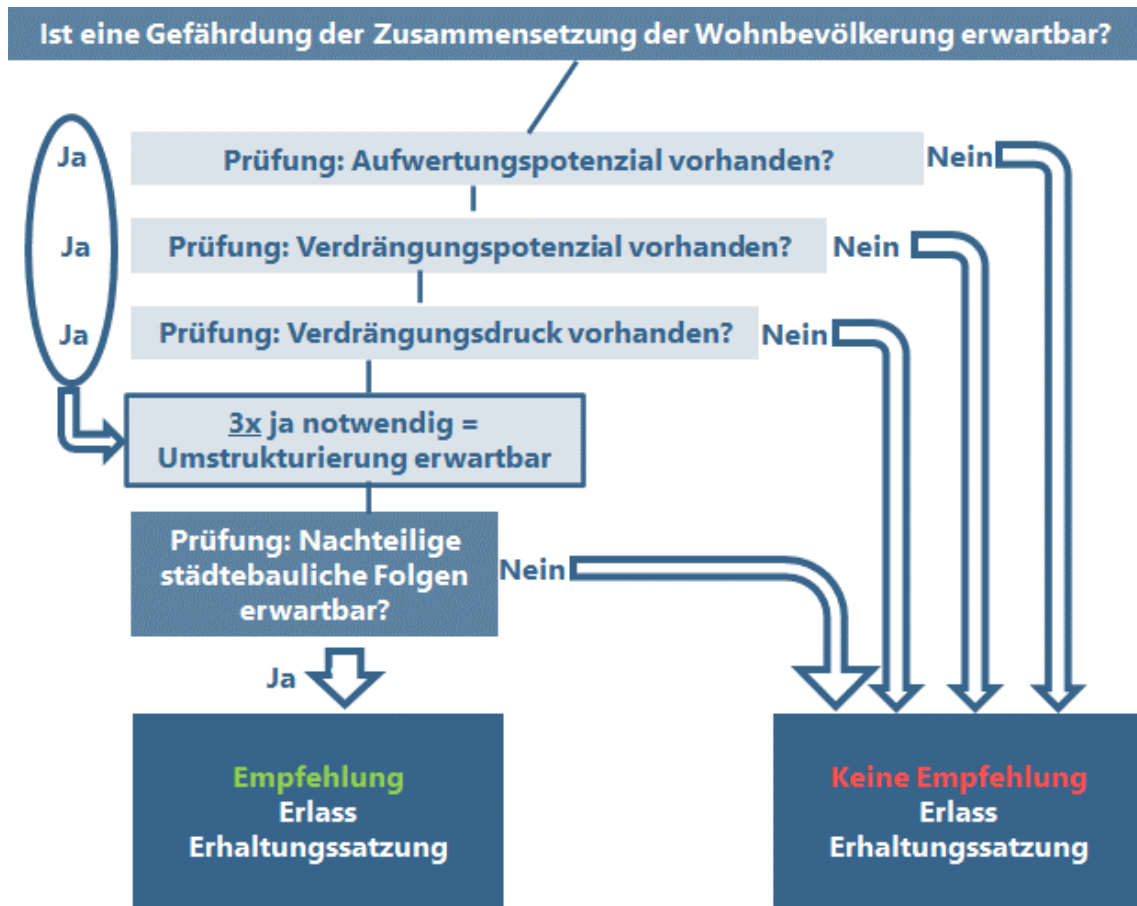 Ist eine Gefährdung der Zusammensetzung der Wohnbevölkerung erwartbar?
Ja
Prüfung: Aufwertungspotenzial vorhanden?
Nein
Ja
Prüfung: Verdrängungspotenzial vorhanden?
Nein
Ja
Prüfung: Verdrängungsdruck vorhanden?
Nein
3x ja notwendig =
Umstrukturierung erwartbar
Prüfung: Nachteilige
städtebauliche Folgen
erwartbar?
Nein
Ja
Empfehlung
Erlass
Erhaltungssatzung
Keine Empfehlung
Erlass
Erhaltungssatzung